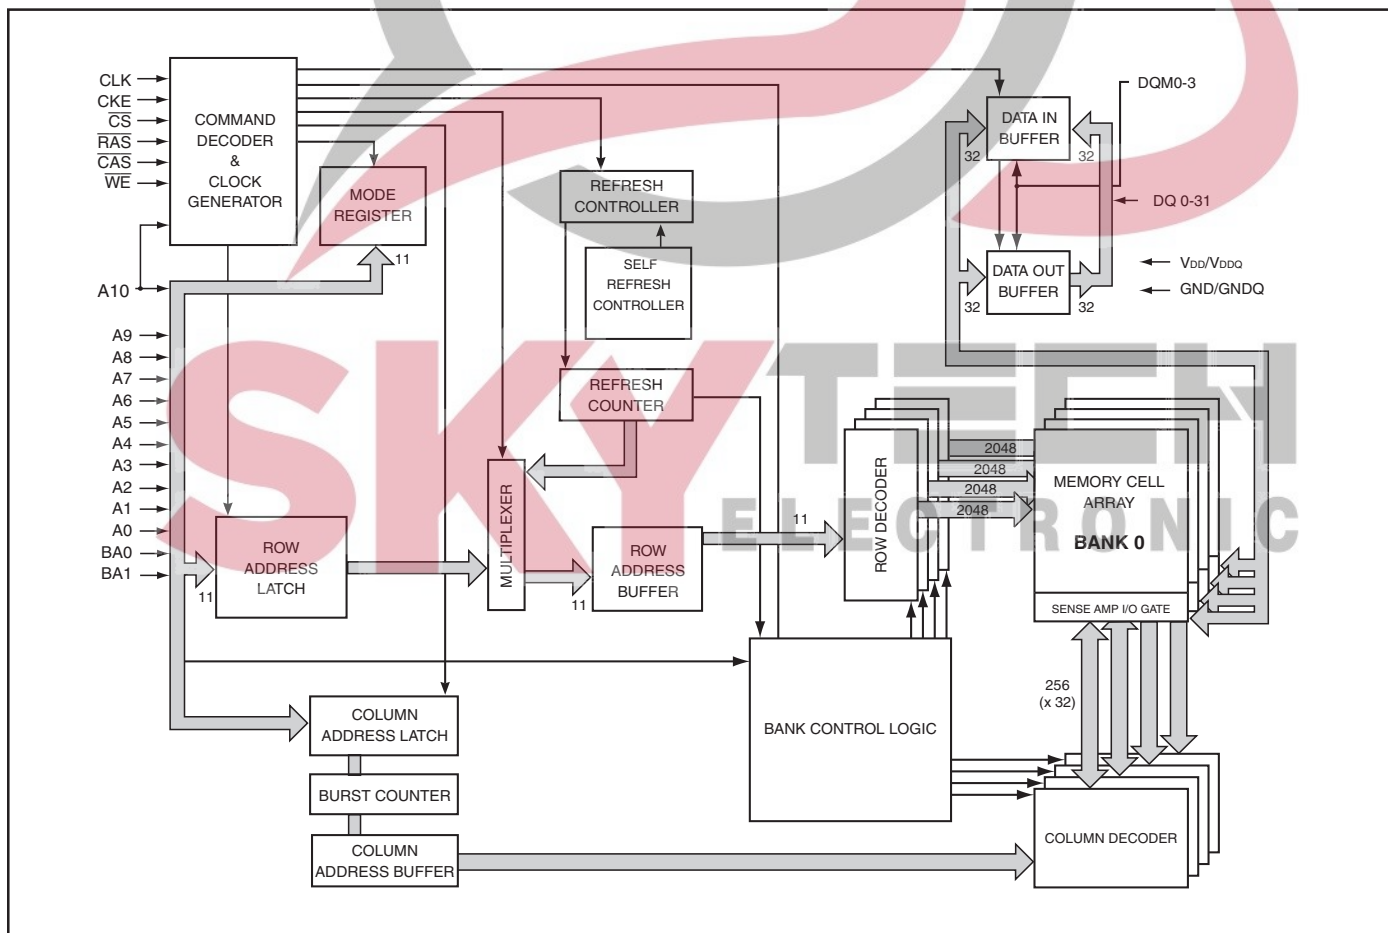 CLK
CKE
CS
RAS
CAS
WE
A10
A9
A8
A7
A6
A5
A4
A3
A2
A1
A0
BA0
BA1
COMMAND
DECODER
&
CLOCK
GENERATOR
MODE
REGISTER
11
REFRESH
CONTROLLER
SELF
REFRESH
CONTROLLER
REFRESH
COUNTER
DATA IN
BUFFER
32
32
DQM0-3
DQ 0-31
DATA OUT
BUFFER
32
32
VDD/VDDQ
GND/GNDQ
SKYTECH
ELECTRONIC
11
ROW
ADDRESS
LATCH
MULTIPLEXER
11
ROW
ADDRESS
BUFFER
11
ROW DECODER
2048
2048
2048
2048
MEMORY CELL
ARRAY
BANK 0
SENSE AMP I/O GATE
256
(x 32)
BANK CONTROL LOGIC
COLUMN
ADDRESS LATCH
BURST COUNTER
COLUMN
ADDRESS BUFFER
COLUMN DECODER